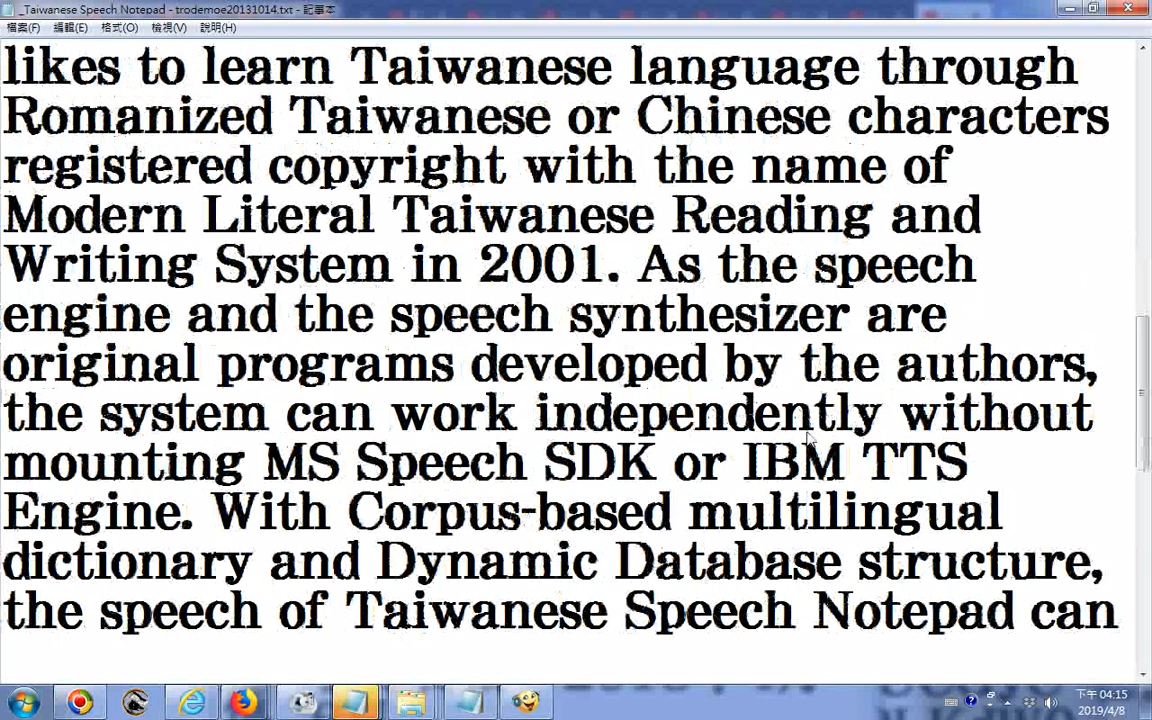 _Taiwanese Speech Notepad - trodemoe20131014.txt - 記事本
檔案(F) 編輯(E) 格式(O) 檢視(V) 說明(H)
likes to learn Taiwanese language through
Romanized Taiwanese or Chinese characters
registered copyright with the name of
Modern Literal Taiwanese Reading and
Writing System in 2001. As the speech
engine and the speech synthesizer are
original programs developed by the authors,
the system can work independently without
mounting MS Speech SDK or IBM TTS
Engine. With Corpus-based multilingual
dictionary and Dynamic Database structure,
the speech of Taiwanese Speech Notepad can
下午 04:15
2019/4/8